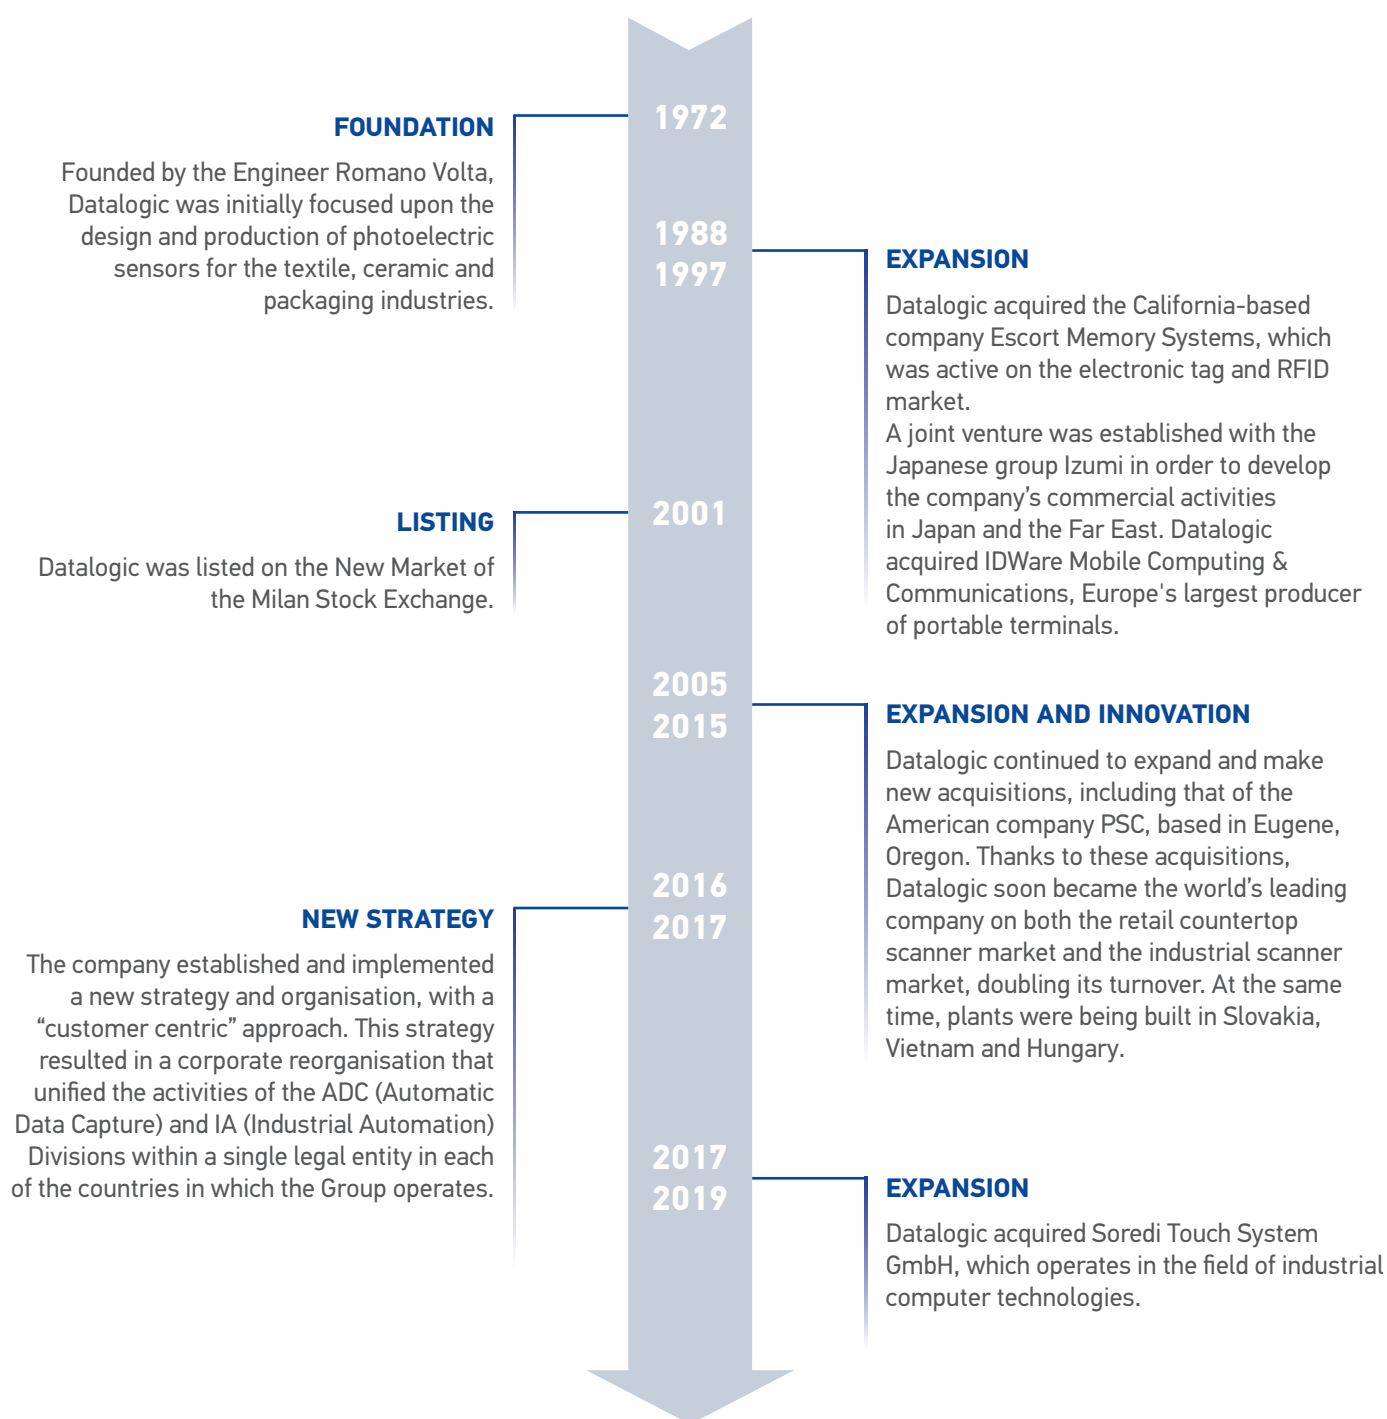 1972
FOUNDATION
Founded by the Engineer Romano Volta,
Datalogic was initially focused upon the
design and production of photoelectric
sensors for the textile, ceramic and
packaging industries.
1988
1997
EXPANSION
Datalogic acquired the California-based
company Escort Memory Systems, which
was active on the electronic tag and RFID
market.
A joint venture was established with the
Japanese group Izumi in order to develop
the company’s commercial activities
in Japan and the Far East. Datalogic
acquired IDWare Mobile Computing &
Communications, Europe's largest producer
of portable terminals.
2001
LISTING
Datalogic was listed on the New Market of
the Milan Stock Exchange.
2005
2015
EXPANSION AND INNOVATION
Datalogic continued to expand and make
new acquisitions, including that of the
American company PSC, based in Eugene,
Oregon. Thanks to these acquisitions,
Datalogic soon became the world’s leading
company on both the retail countertop
scanner market and the industrial scanner
market, doubling its turnover. At the same
time, plants were being built in Slovakia,
Vietnam and Hungary.
2016
2017
NEW STRATEGY
The company established and implemented
a new strategy and organisation, with a
“customer centric” approach. This strategy
resulted in a corporate reorganisation that
unified the activities of the ADC (Automatic
Data Capture) and IA (Industrial Automation)
Divisions within a single legal entity in each
of the countries in which the Group operates.
2017
2019
EXPANSION
Datalogic acquired Soredi Touch System
GmbH, which operates in the field of industrial
computer technologies.